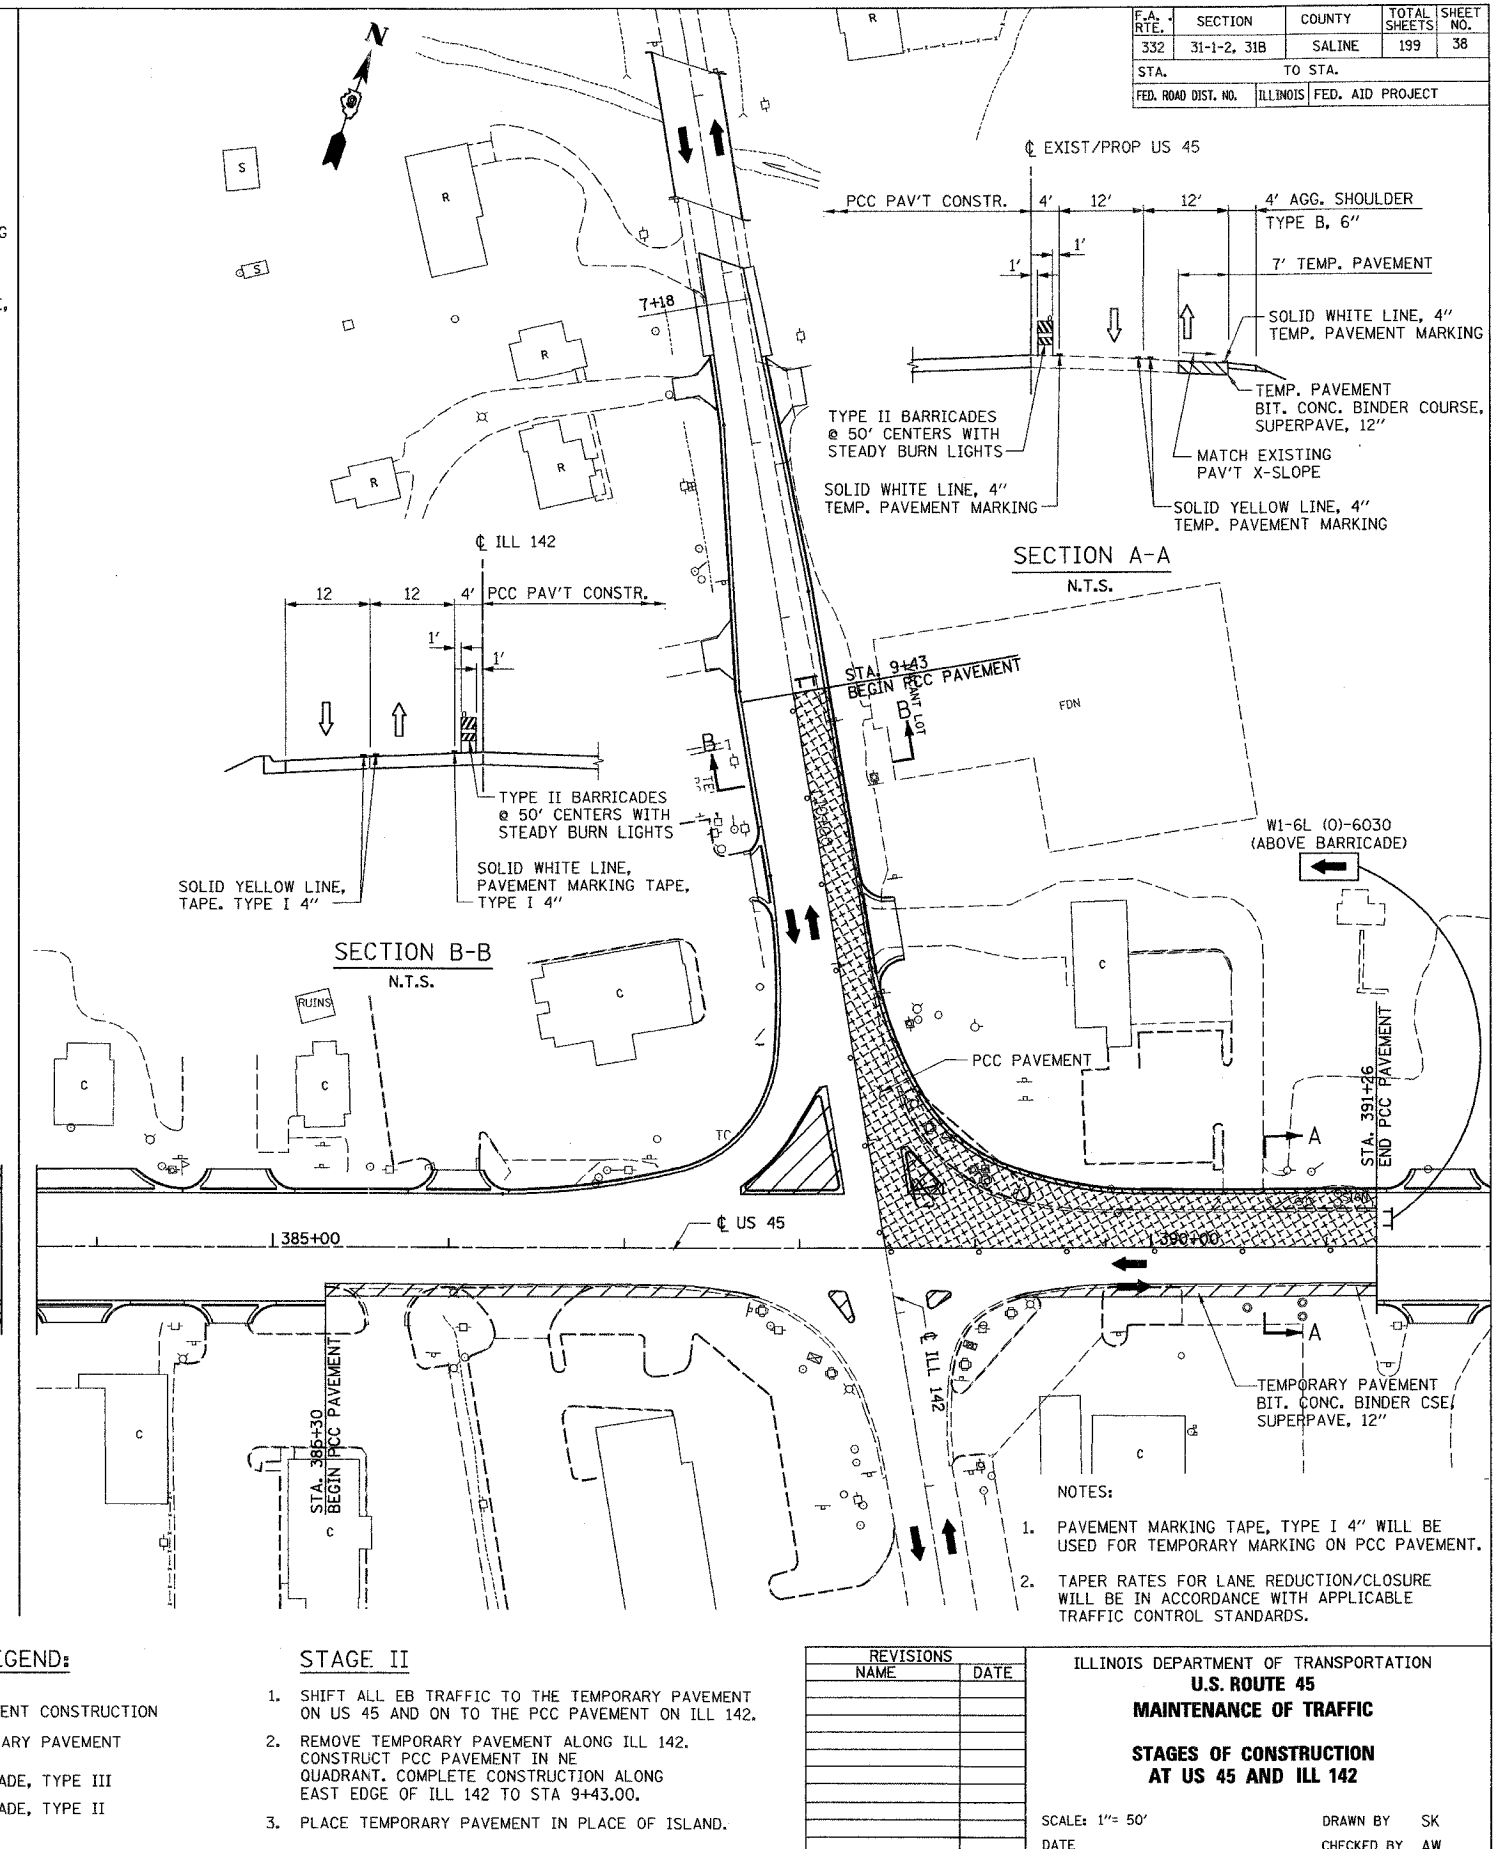 F.A. RTE. SECTION COUNTY TOTAL SHEETS SHEET NO.
332 31-1-2, 31B SALINE 199 38
STA. TO STA.
FED. ROAD DIST. NO. ILLINOIS FED. AID PROJECT
N
R
S
R
S
R
R
R
G
E,
7+18
℄ EXIST/PROP US 45
PCC PAV'T CONSTR. 4' 12' 12' 4' AGG. SHOULDER
TYPE B, 6"
1'
1'
7' TEMP. PAVEMENT
SOLID WHITE LINE, 4"
TEMP. PAVEMENT MARKING
TEMP. PAVEMENT
BIT. CONC. BINDER COURSE,
SUPERPAVE, 12"
TYPE II BARRICADES
@ 50' CENTERS WITH
STEADY BURN LIGHTS
MATCH EXISTING
PAV'T X-SLOPE
SOLID WHITE LINE, 4"
TEMP. PAVEMENT MARKING
SOLID YELLOW LINE, 4"
TEMP. PAVEMENT MARKING
SECTION A-A
N.T.S.
℄ ILL 142
12 12 4' PCC PAV'T CONSTR.
1'
1'
TYPE II BARRICADES
@ 50' CENTERS WITH
STEADY BURN LIGHTS
SOLID WHITE LINE,
PAVEMENT MARKING TAPE,
TYPE I 4"
SOLID YELLOW LINE,
TAPE. TYPE I 4"
SECTION B-B
N.T.S.
STA. 9+43
BEGIN PCC PAVEMENT
B
B
FDN
W1-6L (O)-6030
(ABOVE BARRICADE)
RUINS
C
C
C
C
TC
PCC PAVEMENT
STA. 391+26
END PCC PAVEMENT
A
℄ US 45
385+00
390+00
A
℄ ILL 142
STA. 385+30
BEGIN PCC PAVEMENT
C
C
C
TEMPORARY PAVEMENT
BIT. CONC. BINDER CSE,
SUPERPAVE, 12"
NOTES:
1. PAVEMENT MARKING TAPE, TYPE I 4" WILL BE
USED FOR TEMPORARY MARKING ON PCC PAVEMENT.
2. TAPER RATES FOR LANE REDUCTION/CLOSURE
WILL BE IN ACCORDANCE WITH APPLICABLE
TRAFFIC CONTROL STANDARDS.
EGEND:
ENT CONSTRUCTION
ARY PAVEMENT
ADE, TYPE III
ADE, TYPE II
STAGE II
1. SHIFT ALL EB TRAFFIC TO THE TEMPORARY PAVEMENT
ON US 45 AND ON TO THE PCC PAVEMENT ON ILL 142.
2. REMOVE TEMPORARY PAVEMENT ALONG ILL 142.
CONSTRUCT PCC PAVEMENT IN NE
QUADRANT. COMPLETE CONSTRUCTION ALONG
EAST EDGE OF ILL 142 TO STA 9+43.00.
3. PLACE TEMPORARY PAVEMENT IN PLACE OF ISLAND.
REVISIONS
NAME DATE
ILLINOIS DEPARTMENT OF TRANSPORTATION
U.S. ROUTE 45
MAINTENANCE OF TRAFFIC
STAGES OF CONSTRUCTION
AT US 45 AND ILL 142
SCALE: 1"= 50' DRAWN BY SK
DATE CHECKED BY AW